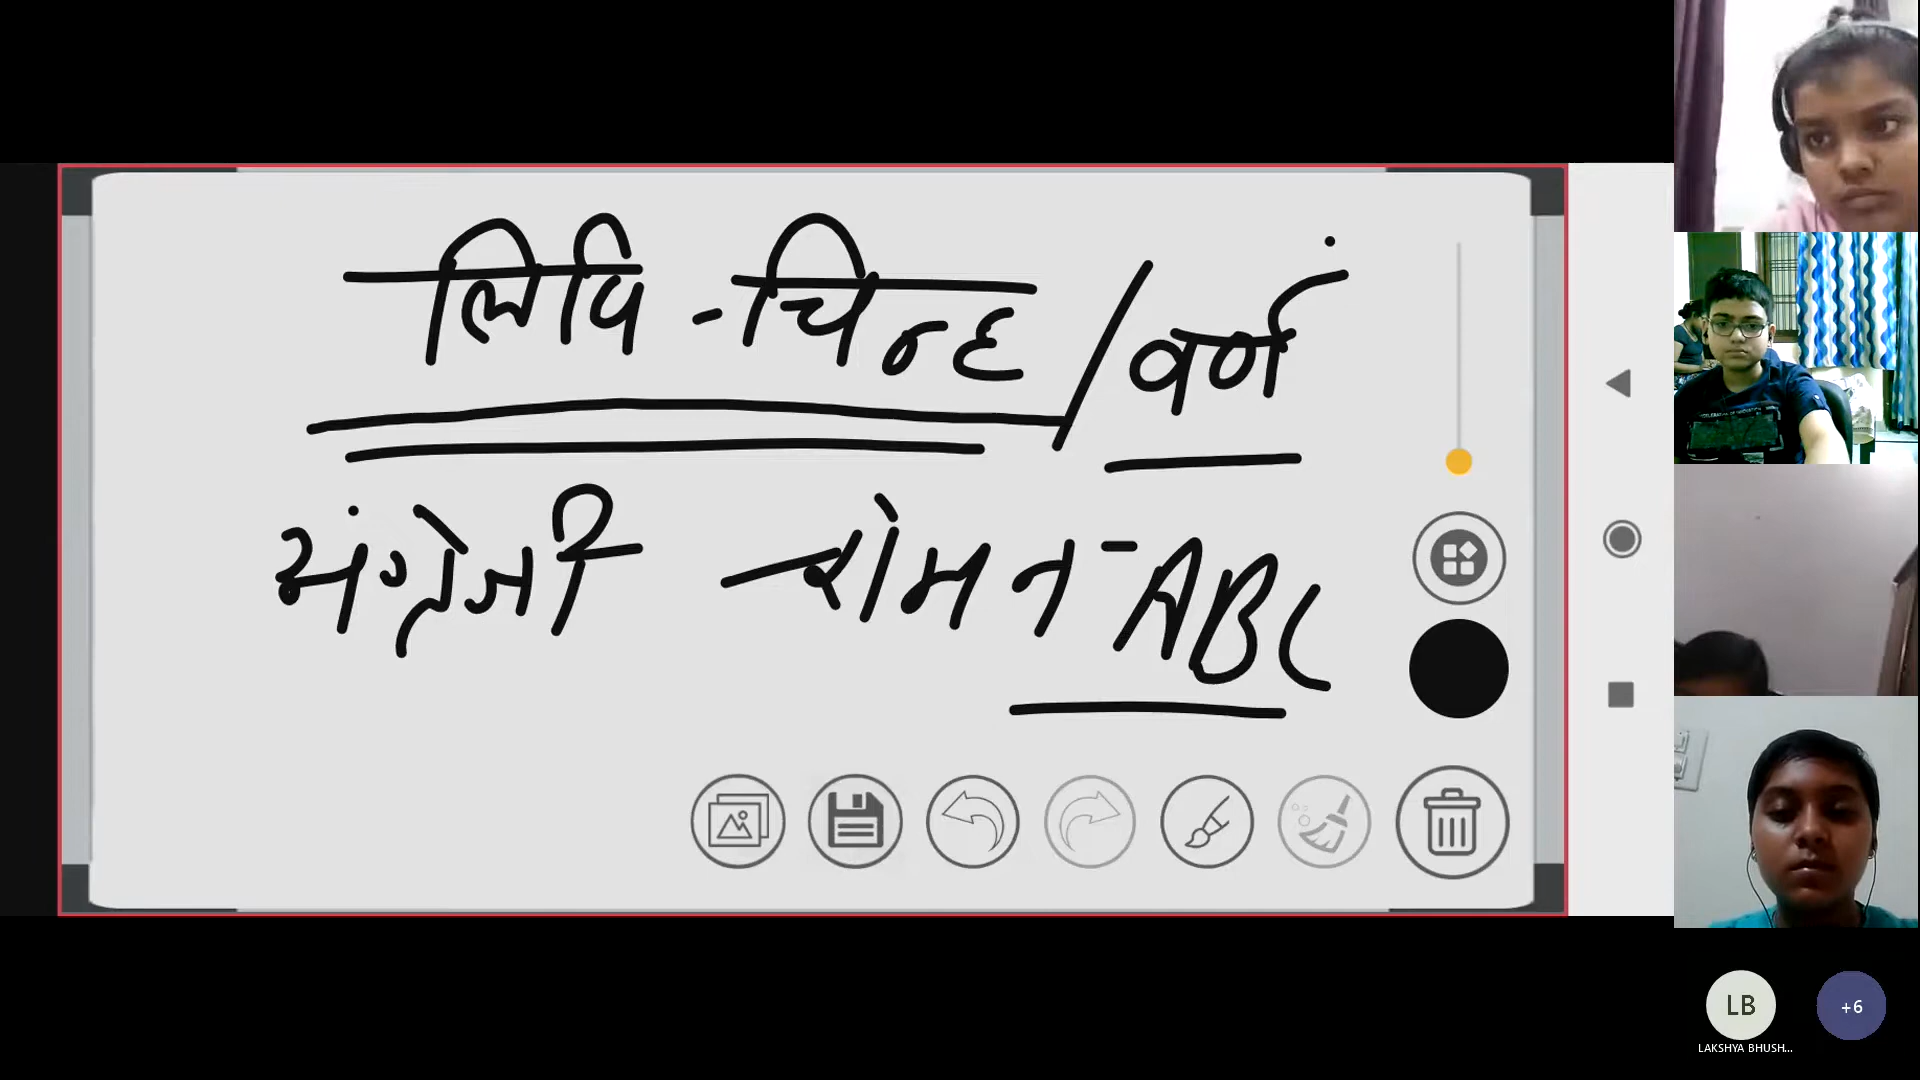 लिपि - चिन्ह / वर्ण
अंग्रेजी रोमन - ABC
LB
+6
LAKSHYA BHUSH...